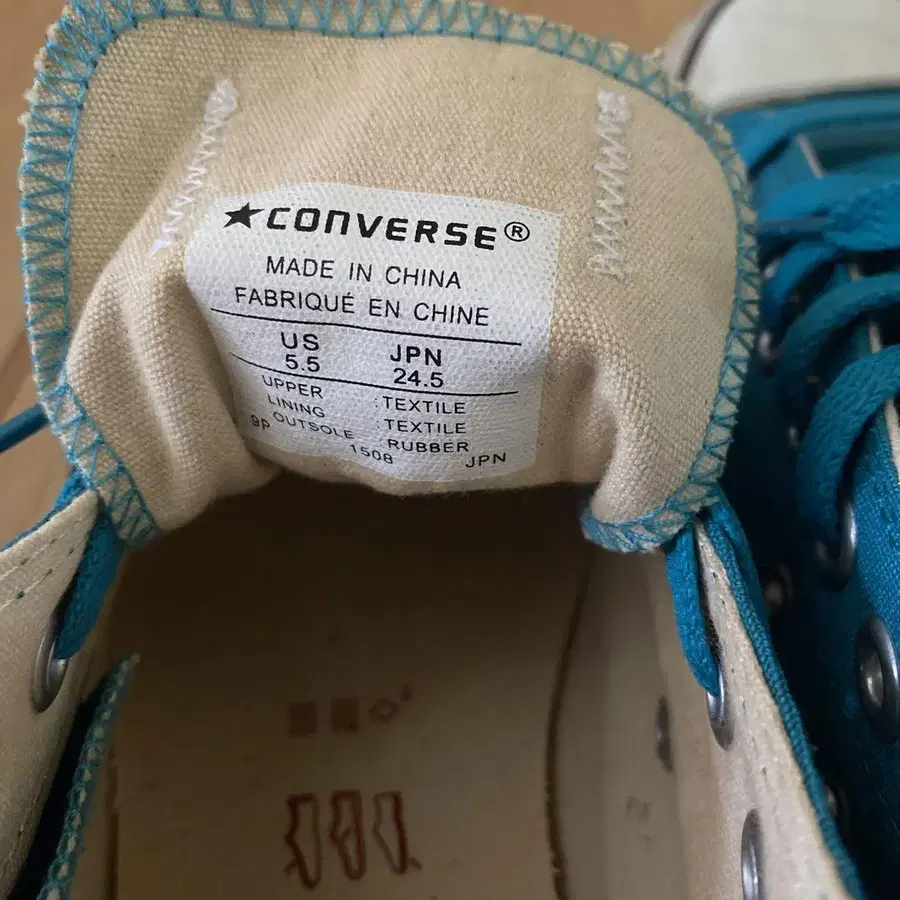 ★CONVERSE®
MADE IN CHINA
FABRIQUÉ EN CHINE
US JPN
5.5 24.5
UPPER : TEXTILE
LINING : TEXTILE
OUTSOLE : RUBBER
9P 1508 JPN